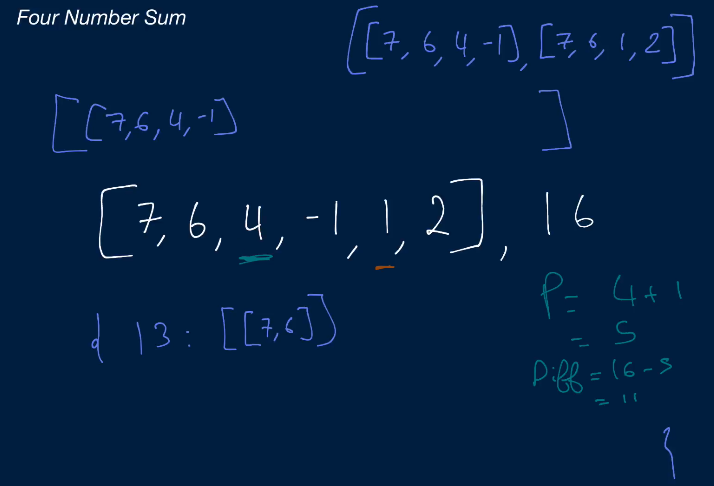 Four Number Sum
[[7, 6, 4, -1], [7, 6, 1, 2]]
[[7,6,4,-1] ]
[7, 6, 4, -1, 1, 2], 16
P = 4+1
= 5
Diff = 16-5
= 11
{ 13: [[7,6]]
}